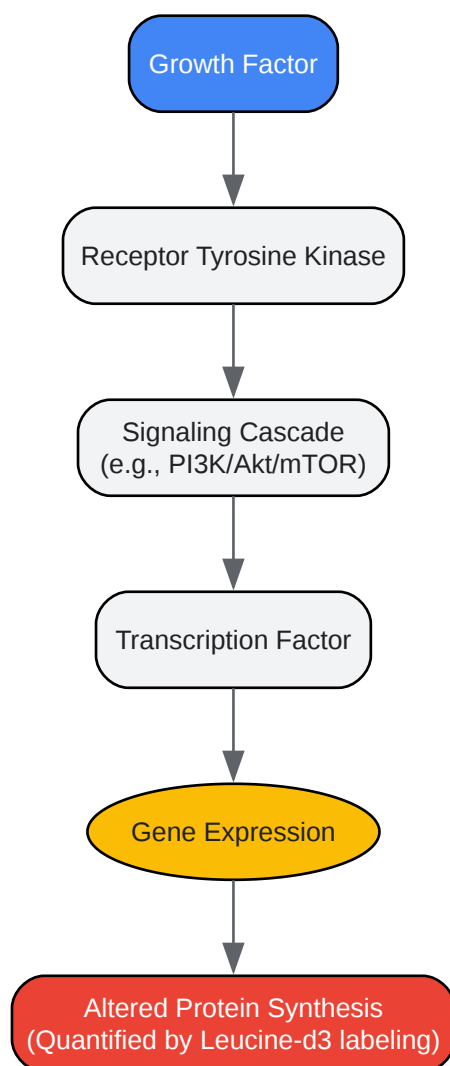 Growth Factor
Receptor Tyrosine Kinase
Signaling Cascade
(e.g., PI3K/Akt/mTOR)
Transcription Factor
Gene Expression
Altered Protein Synthesis
(Quantified by Leucine-d3 labeling)